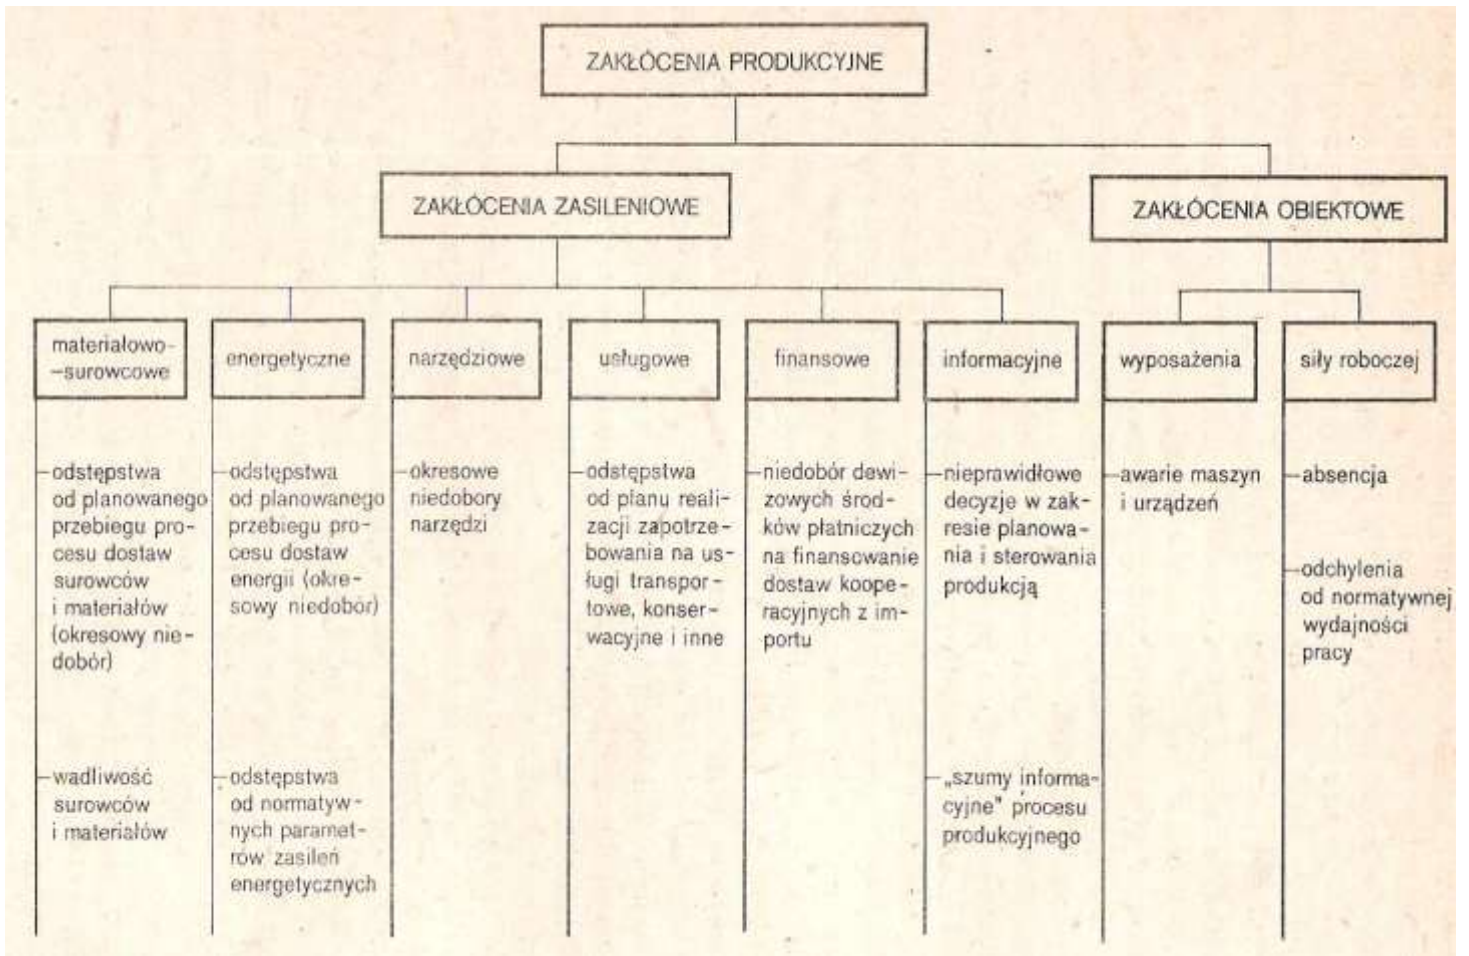 ZAKŁÓCENIA PRODUKCYJNE
ZAKŁÓCENIA ZASILENIOWE
ZAKŁÓCENIA OBIEKTOWE
materiałowo-
-surowcowe
energetyczne
narzędziowe
usługowe
finansowe
informacyjne
wyposażenia
siły roboczej
-odstępstwa
od planowanego
przebiegu pro-
cesu dostaw
surowców
i materiałów
(okresowy nie-
dobór)
-wadliwość
surowców
i materiałów
-odstępstwa
od planowanego
przebiegu pro-
cesu dostaw
energii (okre-
sowy niedobór)
-odstępstwa
od normatyw-
nych paramet-
rów zasileń
energetycznych
-okresowe
niedobory
narzędzi
-odstępstwa
od planu reali-
zacji zapotrze-
bowania na us-
ługi transpor-
towe, konser-
wacyjne i inne
-niedobór dewi-
zowych środ-
ków płatniczych
na finansowanie
dostaw koope-
racyjnych z im-
portu
-nieprawidłowe
decyzje w zak-
resie planowa-
nia i sterowania
produkcją
-„szumy informa-
cyjne” procesu
produkcyjnego
-awarie maszyn
i urządzeń
-absencja
-odchylenia
od normatywnej
wydajności
pracy